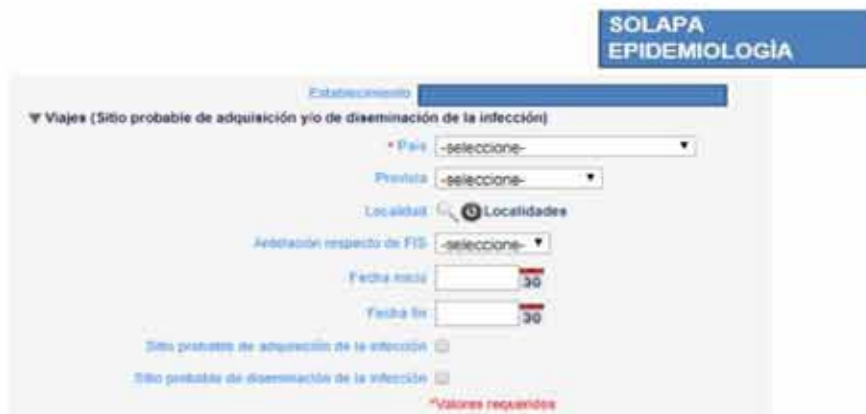 SOLAPA
EPIDEMIOLOGÌA
Establecimiento
▼ Viajes (Sitio probable de adquisición y/o de diseminación de la infección)
* País -seleccione-
Provincia -seleccione-
Localidad Localidades
Antelación respecto de FIS -seleccione-
Fecha inicio 30
Fecha fin 30
Sitio probable de adquisición de la infección
Sitio probable de diseminación de la infección
*Valores requeridos